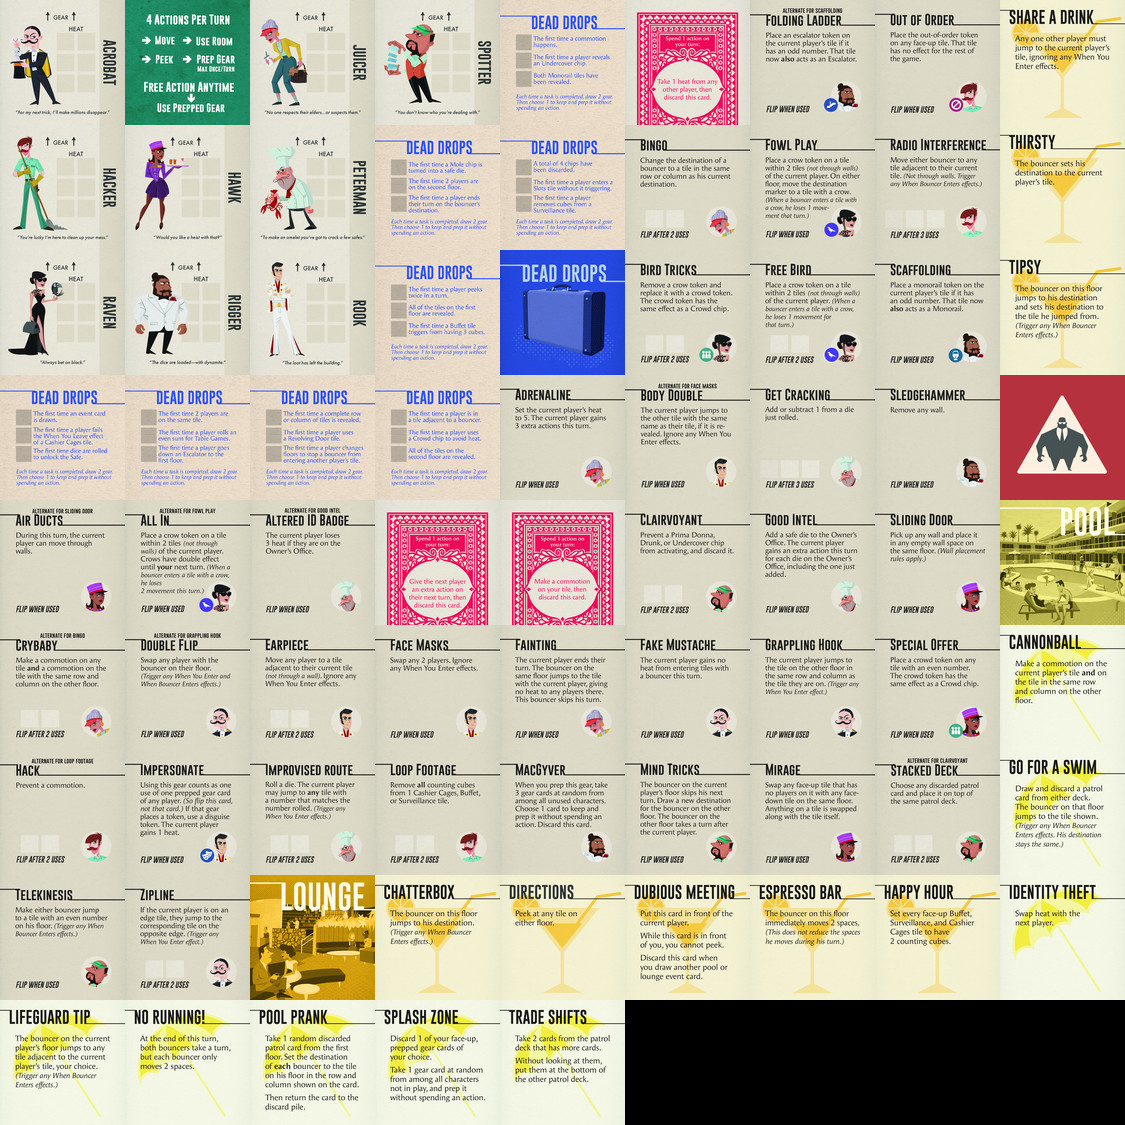 ↑ GEAR ↑
HEAT
ACROBAT
"For my next trick, I'll make millions disappear."
4 ACTIONS PER TURN
→ MOVE → USE ROOM
→ PEEK → PREP GEAR
MAX ONCE/TURN
FREE ACTION ANYTIME
USE PREPPED GEAR
↑ GEAR ↑
HEAT
JUICER
"No one respects their elders...or suspects them."
↑ GEAR ↑
HEAT
SPOTTER
"You don't know who you're dealing with."
DEAD DROPS
The first time a commotion
happens.
The first time a player reveals
an Undercover chip.
Both Monorail tiles have
been revealed.
Each time a task is completed, draw 2 gear.
Then choose 1 to keep and prep it without
spending an action.
Spend 1 action on
your turn:
Take 1 heat from any
other player, then
discard this card.
ALTERNATE FOR SCAFFOLDING
FOLDING LADDER
Place an escalator token on
the current player's tile if it
has an odd number. That tile
now also acts as an Escalator.
FLIP WHEN USED
OUT OF ORDER
Place the out-of-order token
on any face-up tile. That tile
has no effect for the rest of
the game.
FLIP WHEN USED
SHARE A DRINK
Any one other player must
jump to the current player's
tile, ignoring any When You
Enter effects.
↑ GEAR ↑
HEAT
HACKER
"You're lucky I'm here to clean up your mess."
↑ GEAR ↑
HEAT
HAWK
"Would you like a heist with that?"
↑ GEAR ↑
HEAT
PETERMAN
"To make an omelet you've got to crack a few safes."
DEAD DROPS
The first time a Mole chip is
turned into a safe die.
The first time 2 players are
on the second floor.
The first time a player ends
their turn on the bouncer's
destination.
Each time a task is completed, draw 2 gear.
Then choose 1 to keep and prep it without
spending an action.
DEAD DROPS
A total of 4 chips have
been discarded.
The first time a player enters a
Slots tile without it triggering.
The first time a player
removes cubes from a
Surveillance tile.
Each time a task is completed, draw 2 gear.
Then choose 1 to keep and prep it without
spending an action.
BINGO
Change the destination of a
bouncer to a tile in the same
row or column as his current
destination.
FLIP AFTER 2 USES
FOWL PLAY
Place a crow token on a tile
within 2 tiles (not through walls)
of the current player. On either
floor, move the destination
marker to a tile with a crow.
(When a bouncer enters a tile with
a crow, he loses 1 move-
ment that turn.)
FLIP WHEN USED
RADIO INTERFERENCE
Move either bouncer to any
tile adjacent to their current
tile. (Not through walls. Trigger
any When Bouncer Enters effects.)
FLIP AFTER 3 USES
THIRSTY
The bouncer sets his
destination to the current
player's tile.
↑ GEAR ↑
HEAT
RAVEN
"Always bet on black."
↑ GEAR ↑
HEAT
RIGGER
"The dice are loaded—with dynamite."
↑ GEAR ↑
HEAT
ROOK
"The loot has left the building."
DEAD DROPS
The first time a player peeks
twice in a turn.
All of the tiles on the first
floor are revealed.
The first time a Buffet tile
triggers from having 3 cubes.
Each time a task is completed, draw 2 gear.
Then choose 1 to keep and prep it without
spending an action.
DEAD DROPS
BIRD TRICKS
Remove a crow token and
replace it with a crowd token.
The crowd token has the
same effect as a Crowd chip.
FLIP AFTER 2 USES
FREE BIRD
Place a crow token on a tile
within 2 tiles (not through walls)
of the current player. (When a
bouncer enters a tile with a crow,
he loses 1 movement for
that turn.)
FLIP AFTER 2 USES
SCAFFOLDING
Place a monorail token on the
current player's tile if it has
an odd number. That tile now
also acts as a Monorail.
FLIP WHEN USED
TIPSY
The bouncer on this floor
jumps to his destination
and sets his destination to
the tile he jumped from.
(Trigger any When Bouncer
Enters effects.)
DEAD DROPS
The first time an event card
is drawn.
The first time a player fails
the When You Leave effect
of a Cashier Cages tile.
The first time dice are rolled
to unlock the Safe.
Each time a task is completed, draw 2 gear.
Then choose 1 to keep and prep it without
spending an action.
DEAD DROPS
The first time 2 players are
on the same tile.
The first time a player rolls an
even sum for Table Games.
The first time a player goes
down an Escalator to the
first floor.
Each time a task is completed, draw 2 gear.
Then choose 1 to keep and prep it without
spending an action.
DEAD DROPS
The first time a complete row
or column of tiles is revealed.
The first time a player uses
a Revolving Door tile.
The first time a player changes
floors to stop a bouncer from
entering another player's tile.
Each time a task is completed, draw 2 gear.
Then choose 1 to keep and prep it without
spending an action.
DEAD DROPS
The first time a player is in
a tile adjacent to a bouncer.
The first time a player uses
a Crowd chip to avoid heat.
All of the tiles on the
second floor are revealed.
Each time a task is completed, draw 2 gear.
Then choose 1 to keep and prep it without
spending an action.
ADRENALINE
Set the current player's heat
to 5. The current player gains
3 extra actions this turn.
FLIP WHEN USED
ALTERNATE FOR FACE MASKS
BODY DOUBLE
The current player jumps to
the other tile with the same
name as their tile, if it is re-
vealed. Ignore any When You
Enter effects.
FLIP WHEN USED
GET CRACKING
Add or subtract 1 from a die
just rolled.
FLIP AFTER 3 USES
SLEDGEHAMMER
Remove any wall.
FLIP WHEN USED
ALTERNATE FOR SLIDING DOOR
AIR DUCTS
During this turn, the current
player can move through
walls.
FLIP WHEN USED
ALTERNATE FOR FOWL PLAY
ALL IN
Place a crow token on a tile
within 2 tiles (not through
walls) of the current player.
Crows have double effect
until your next turn. (When a
bouncer enters a tile with a crow,
he loses
2 movement this turn.)
FLIP WHEN USED
ALTERNATE FOR GOOD INTEL
ALTERED ID BADGE
The current player loses
3 heat if they are on the
Owner's Office.
FLIP WHEN USED
Spend 1 action on
your turn:
Give the next player
an extra action on
their next turn, then
discard this card.
Spend 1 action on
your turn:
Make a commotion
on your tile, then
discard this card.
CLAIRVOYANT
Prevent a Prima Donna,
Drunk, or Undercover chip
from activating, and discard it.
FLIP AFTER 2 USES
GOOD INTEL
Add a safe die to the Owner's
Office. The current player
gains an extra action this turn
for each die on the Owner's
Office, including the one just
added.
FLIP WHEN USED
SLIDING DOOR
Pick up any wall and place it
in any empty wall space on
the same floor. (Wall placement
rules apply.)
FLIP WHEN USED
POOL
ALTERNATE FOR BINGO
CRYBABY
Make a commotion on any
tile and a commotion on the
tile with the same row and
column on the other floor.
FLIP AFTER 2 USES
ALTERNATE FOR GRAPPLING HOOK
DOUBLE FLIP
Swap any player with the
bouncer on their floor.
(Trigger any When You Enter and
When Bouncer Enters effects.)
FLIP WHEN USED
EARPIECE
Move any player to a tile
adjacent to their current tile
(not through a wall). Ignore any
When You Enter effects.
FLIP AFTER 2 USES
FACE MASKS
Swap any 2 players. Ignore
any When You Enter effects.
FLIP WHEN USED
FAINTING
The current player ends their
turn. The bouncer on the
same floor jumps to the tile
with the current player, giving
no heat to any players there.
This bouncer skips his turn.
FLIP WHEN USED
FAKE MUSTACHE
The current player gains no
heat from entering tiles with
a bouncer this turn.
FLIP WHEN USED
GRAPPLING HOOK
The current player jumps to
the tile on the other floor in
the same row and column as
the tile they are on. (Trigger any
When You Enter effect.)
FLIP WHEN USED
SPECIAL OFFER
Place a crowd token on any
tile with an even number.
The crowd token has the
same effect as a Crowd chip.
FLIP WHEN USED
CANNONBALL
Make a commotion on the
current player's tile and on
the tile in the same row
and column on the other
floor.
ALTERNATE FOR LOOP FOOTAGE
HACK
Prevent a commotion.
FLIP AFTER 2 USES
IMPERSONATE
Using this gear counts as one
use of one prepped gear card
of any player. (So flip this card,
not that card.) If that gear
places a token, use a disguise
token. The current player
gains 1 heat.
FLIP WHEN USED
IMPROVISED ROUTE
Roll a die. The current player
may jump to any tile with
a number that matches the
number rolled. (Trigger any
When You Enter effects.)
FLIP AFTER 2 USES
LOOP FOOTAGE
Remove all counting cubes
from 1 Cashier Cages, Buffet,
or Surveillance tile.
FLIP AFTER 2 USES
MACGYVER
When you prep this gear, take
3 gear cards at random from
among all unused characters.
Choose 1 card to keep and
prep it without spending an
action. Discard this card.
MIND TRICKS
The bouncer on the current
player's floor skips his next
turn. Draw a new destination
for the bouncer on the other
floor. The bouncer on the
other floor takes a turn after
the current player.
FLIP WHEN USED
MIRAGE
Swap any face-up tile that has
no players on it with any face-
down tile on the same floor.
Anything on a tile is swapped
along with the tile itself.
FLIP WHEN USED
ALTERNATE FOR CLAIRVOYANT
STACKED DECK
Choose any discarded patrol
card and place it on top of
the same patrol deck.
FLIP AFTER 2 USES
GO FOR A SWIM
Draw and discard a patrol
card from either deck.
The bouncer on that floor
jumps to the tile shown.
(Trigger any When Bouncer
Enters effects. His destination
stays the same.)
TELEKINESIS
Make either bouncer jump
to a tile with an even number
on his floor. (Trigger any When
Bouncer Enters effects.)
FLIP WHEN USED
ZIPLINE
If the current player is on an
edge tile, they jump to the
corresponding tile on the
opposite edge. (Trigger any
When You Enter effect.)
FLIP AFTER 2 USES
LOUNGE
CHATTERBOX
The bouncer on this floor
jumps to his destination.
(Trigger any When Bouncer
Enters effects.)
DIRECTIONS
Peek at any tile on
either floor.
DUBIOUS MEETING
Put this card in front of the
current player.
While this card is in front
of you, you cannot peek.
Discard this card when
you draw another pool or
lounge event card.
ESPRESSO BAR
The bouncer on this floor
immediately moves 2 spaces.
(This does not reduce the spaces
he moves during his turn.)
HAPPY HOUR
Set every face-up Buffet,
Surveillance, and Cashier
Cages tile to have
2 counting cubes.
IDENTITY THEFT
Swap heat with the
next player.
LIFEGUARD TIP
The bouncer on the current
player's floor jumps to any
tile adjacent to the current
player's tile, your choice.
(Trigger any When Bouncer
Enters effects.)
NO RUNNING!
At the end of this turn,
both bouncers take a turn,
but each bouncer only
moves 2 spaces.
POOL PRANK
Take 1 random discarded
patrol card from the first
floor. Set the destination
of each bouncer to the tile
on his floor in the row and
column shown on the card.
Then return the card to the
discard pile.
SPLASH ZONE
Discard 1 of your face-up,
prepped gear cards of
your choice.
Take 1 gear card at random
from among all characters
not in play, and prep it
without spending an action.
TRADE SHIFTS
Take 2 cards from the patrol
deck that has more cards.
Without looking at them,
put them at the bottom of
the other patrol deck.